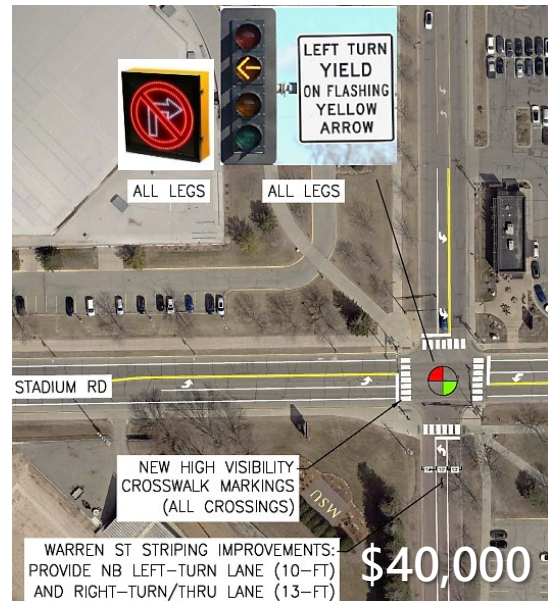 LEFT TURN
YIELD
ON FLASHING
YELLOW
ARROW
ALL LEGS
ALL LEGS
STADIUM RD
NEW HIGH VISIBILITY
CROSSWALK MARKINGS
(ALL CROSSINGS)
MSU
WARREN ST STRIPING IMPROVEMENTS:
PROVIDE NB LEFT-TURN LANE (10-FT)
AND RIGHT-TURN/THRU LANE (13-FT)
$40,000